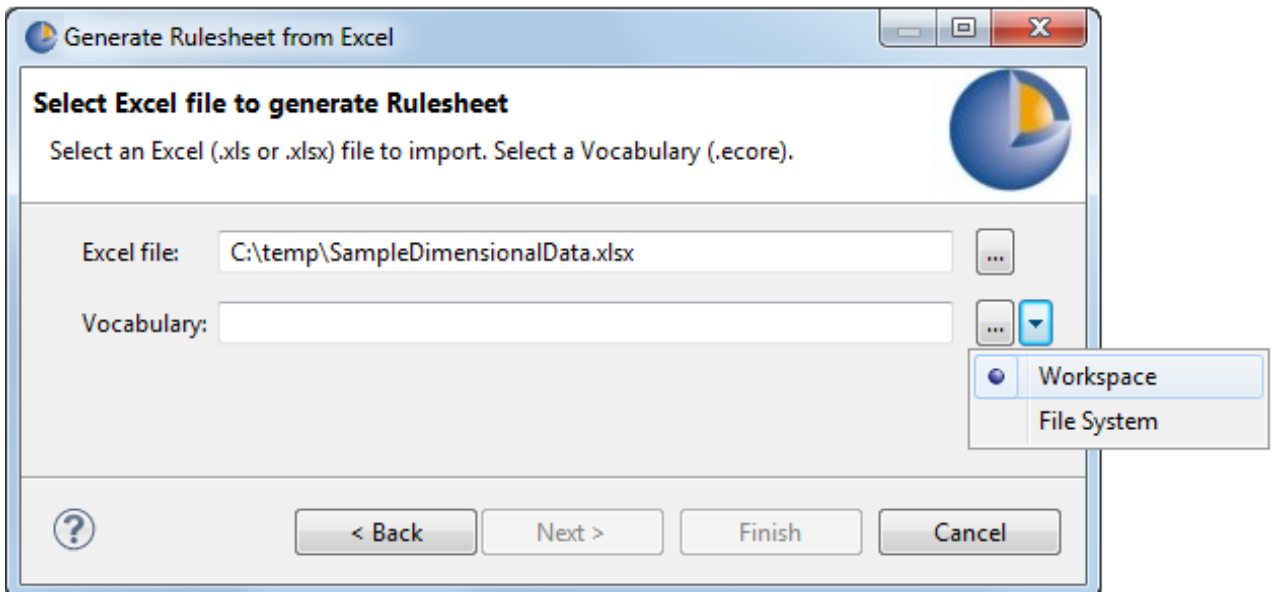 Generate Rulesheet from Excel
Select Excel file to generate Rulesheet
Select an Excel (.xls or .xlsx) file to import. Select a Vocabulary (.ecore).
Excel file: C:\temp\SampleDimensionalData.xlsx ...
Vocabulary: ...
Workspace
File System
? < Back Next > Finish Cancel